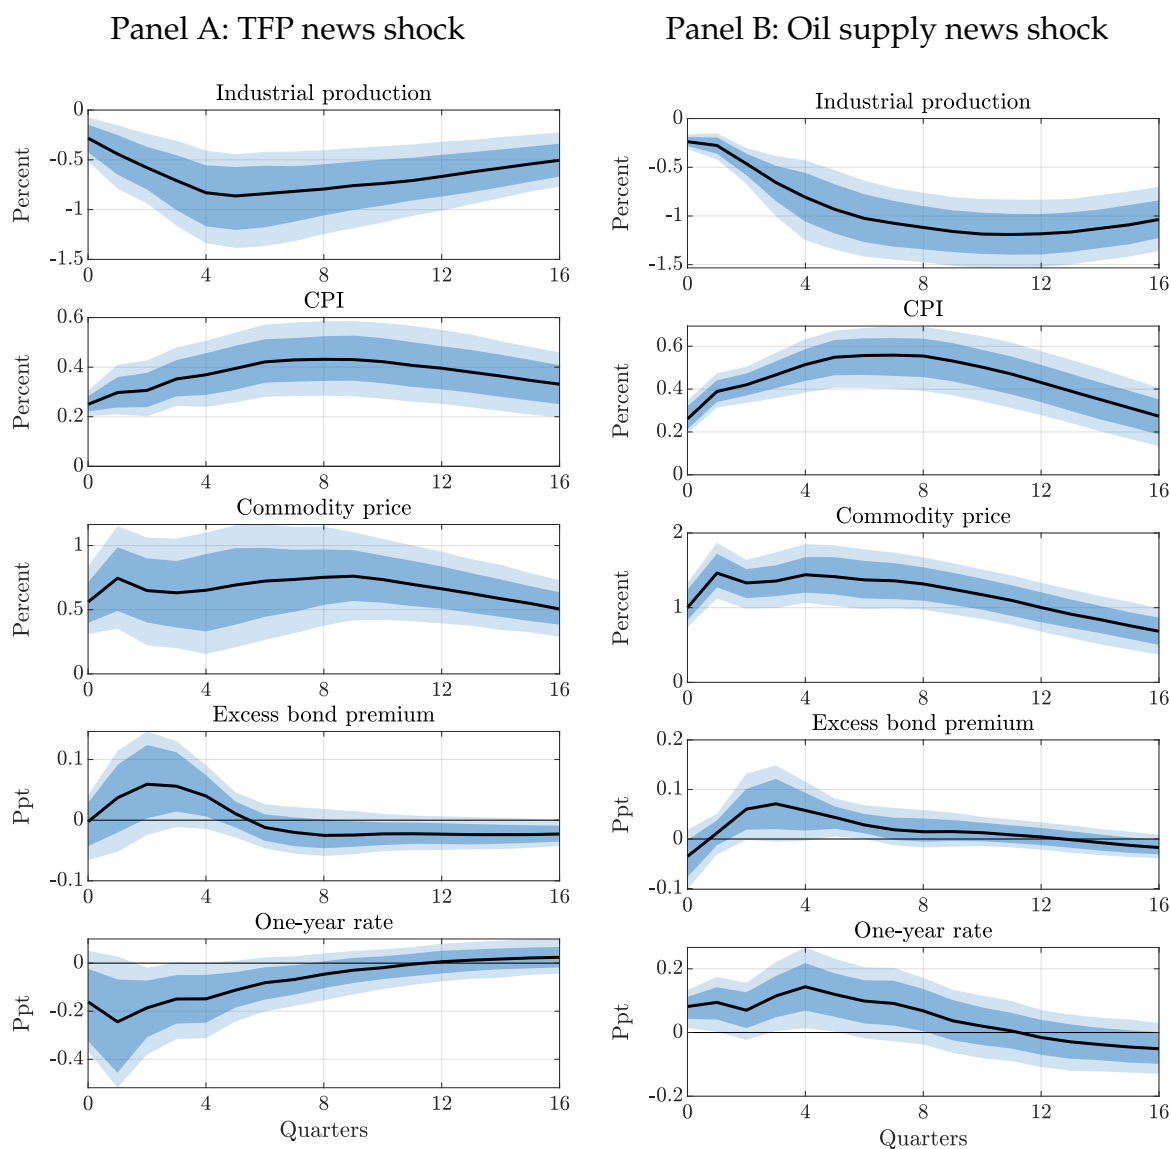 Panel A: TFP news shock
Industrial production
Percent
0
-0.5
-1
-1.5
0 4 8 12 16
CPI
Percent
0.6
0.4
0.2
0
0 4 8 12 16
Commodity price
Percent
1
0.5
0
0 4 8 12 16
Excess bond premium
Ppt
0.1
0
-0.1
0 4 8 12 16
One-year rate
Ppt
0
-0.2
-0.4
0 4 8 12 16
Quarters
Panel B: Oil supply news shock
Industrial production
Percent
0
-0.5
-1
-1.5
0 4 8 12 16
CPI
Percent
0.6
0.4
0.2
0
0 4 8 12 16
Commodity price
Percent
2
1
0
0 4 8 12 16
Excess bond premium
Ppt
0.2
0.1
0
-0.1
0 4 8 12 16
One-year rate
Ppt
0.2
0
-0.2
0 4 8 12 16
Quarters